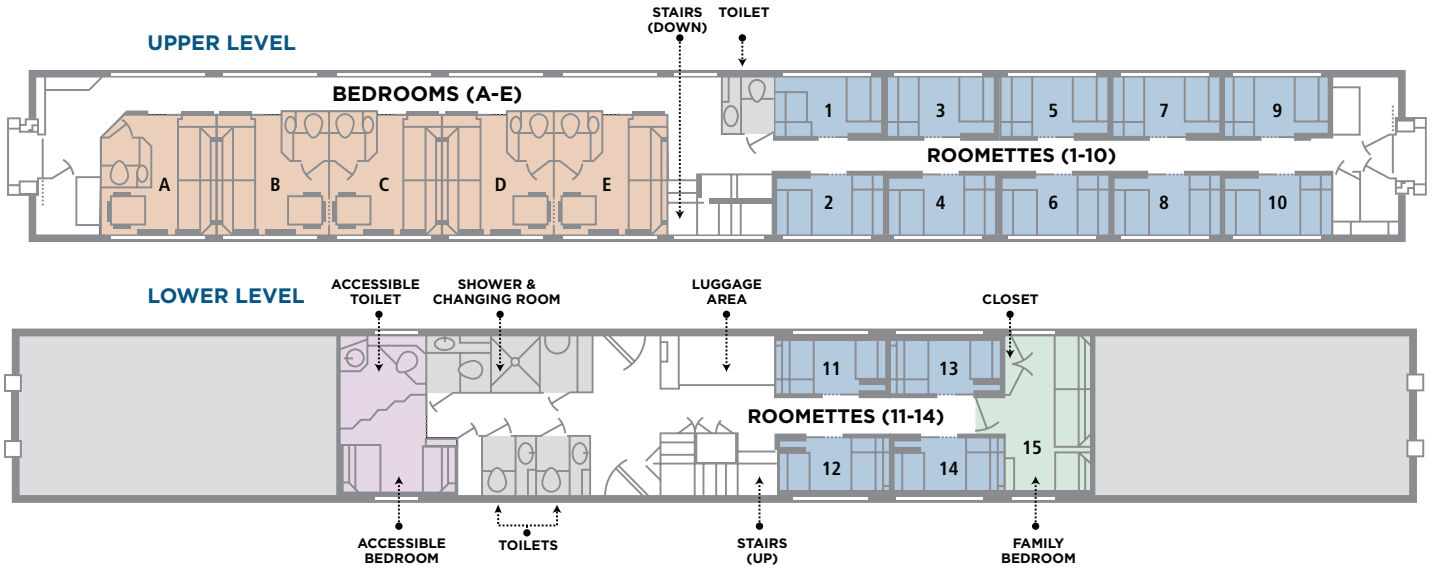 STAIRS
(DOWN)
TOILET
UPPER LEVEL
BEDROOMS (A-E)
1
3
5
7
9
ROOMETTES (1-10)
A
B
C
D
E
2
4
6
8
10
LOWER LEVEL
ACCESSIBLE
TOILET
SHOWER &
CHANGING ROOM
LUGGAGE
AREA
CLOSET
11
13
ROOMETTES (11-14)
12
14
15
ACCESSIBLE
BEDROOM
TOILETS
STAIRS
(UP)
FAMILY
BEDROOM